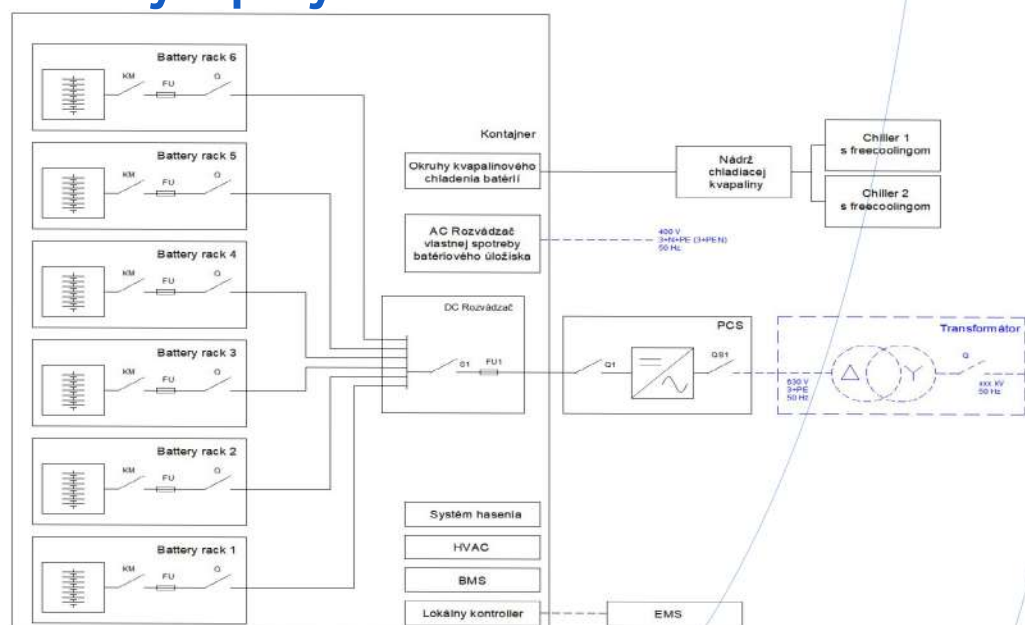 Battery rack 6
KM
FU
Q
Battery rack 5
KM
FU
Q
Battery rack 4
KM
FU
Q
Battery rack 3
KM
FU
Q
Battery rack 2
KM
FU
Q
Battery rack 1
KM
FU
Q
Kontajner
Okruhy kvapalinového
chladenia batérií
AC Rozvádzač
vlastnej spotreby
batériového úložiska
400 V
3+N+PE (3+PEN)
50 Hz
Nádrž
chladiacej
kvapaliny
Chiller 1
s freecoolingom
Chiller 2
s freecoolingom
DC Rozvádzač
S1
FU1
PCS
Q1
QS1
Transformátor
630 V
3+PE
50 Hz
Q
xxx kV
50 Hz
Systém hasenia
HVAC
BMS
Lokálny kontroller
EMS